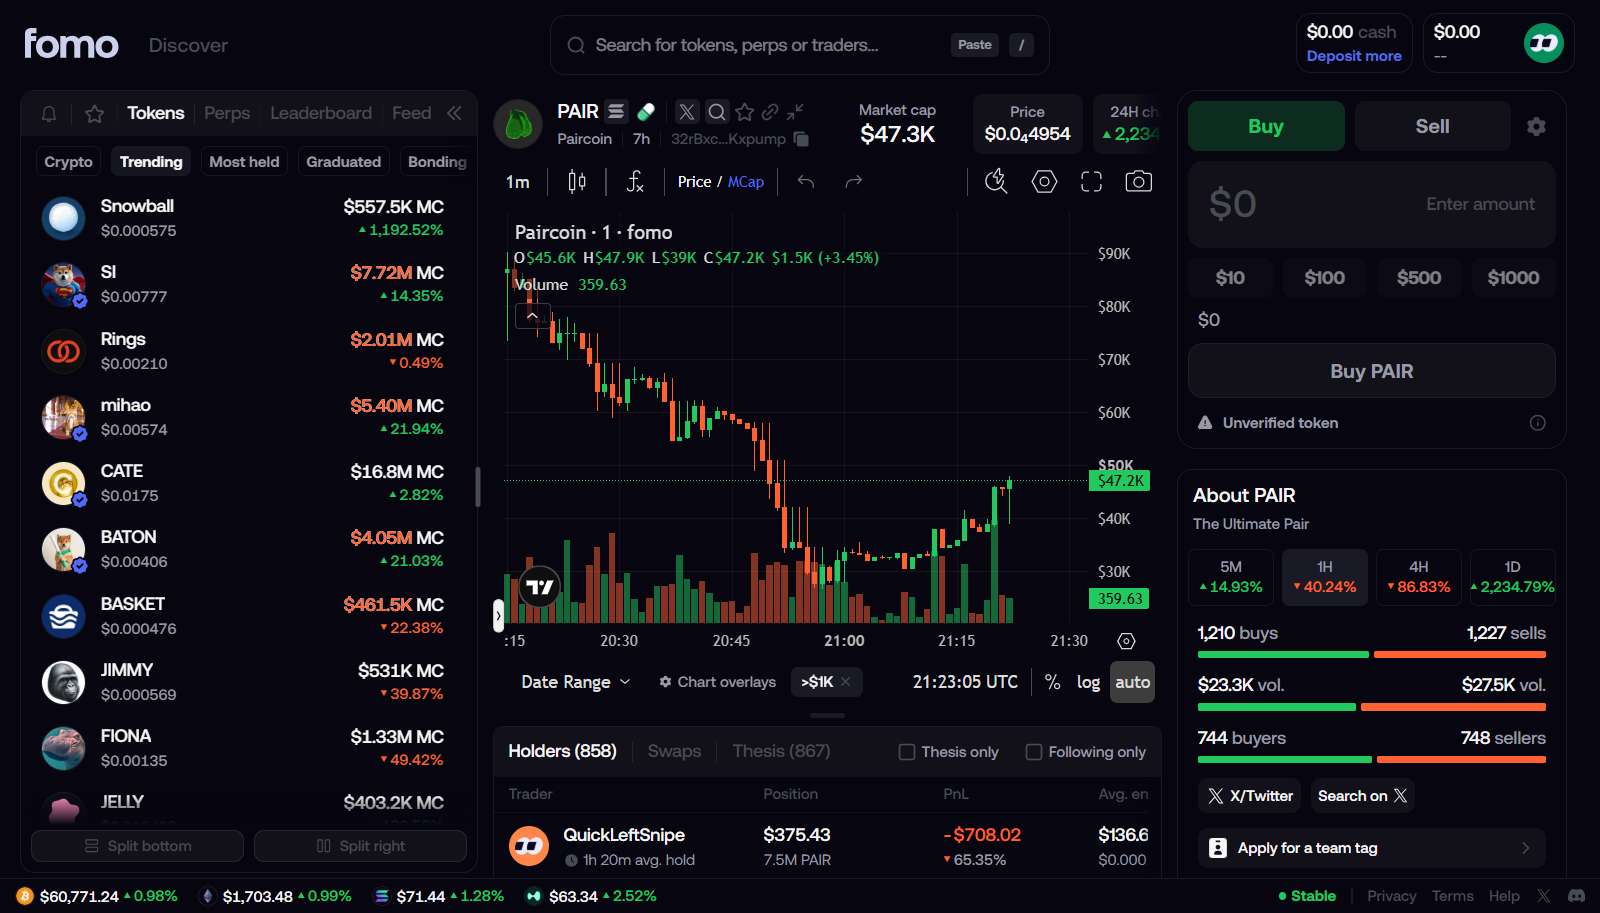 fomo
Discover
Search for tokens, perps or traders...
Paste
/
$0.00 cash
Deposit more
$0.00
--
Tokens
Perps
Leaderboard
Feed
Crypto
Trending
Most held
Graduated
Bonding
Snowball
$557.5K MC
$0.000575
1,192.52%
SI
$7.72M MC
$0.00777
14.35%
Rings
$2.01M MC
$0.00210
0.49%
mihao
$5.40M MC
$0.00574
21.94%
CATE
$16.8M MC
$0.0175
2.82%
BATON
$4.05M MC
$0.00406
21.03%
BASKET
$461.5K MC
$0.000476
22.38%
JIMMY
$531K MC
$0.000569
39.87%
FIONA
$1.33M MC
$0.00135
49.42%
JELLY
$403.2K MC
Split bottom
Split right
PAIR
Paircoin
7h
32rBxc...Kxpump
Market cap
$47.3K
Price
$0.0₄4954
24H ch
2,234
1m
Price / MCap
Paircoin · 1 · fomo
O$45.6K H$47.9K L$39K C$47.2K $1.5K (+3.45%)
Volume 359.63
$90K
$80K
$70K
$60K
$50K
$47.2K
$40K
$30K
359.63
:15
20:30
20:45
21:00
21:15
21:30
Date Range
Chart overlays
>$1K
21:23:05 UTC
%
log
auto
Holders (858)
Swaps
Thesis (867)
Thesis only
Following only
Trader
Position
PnL
Avg. en
QuickLeftSnipe
$375.43
-$708.02
$136.6
1h 20m avg. hold
7.5M PAIR
65.35%
$0.000
Buy
Sell
$0
Enter amount
$10
$100
$500
$1000
$0
Buy PAIR
Unverified token
About PAIR
The Ultimate Pair
5M
14.93%
1H
40.24%
4H
86.83%
1D
2,234.79%
1,210 buys
1,227 sells
$23.3K vol.
$27.5K vol.
744 buyers
748 sellers
X/Twitter
Search on X
Apply for a team tag
$60,771.24 0.98%
$1,703.48 0.99%
$71.44 1.28%
$63.34 2.52%
Stable
Privacy
Terms
Help